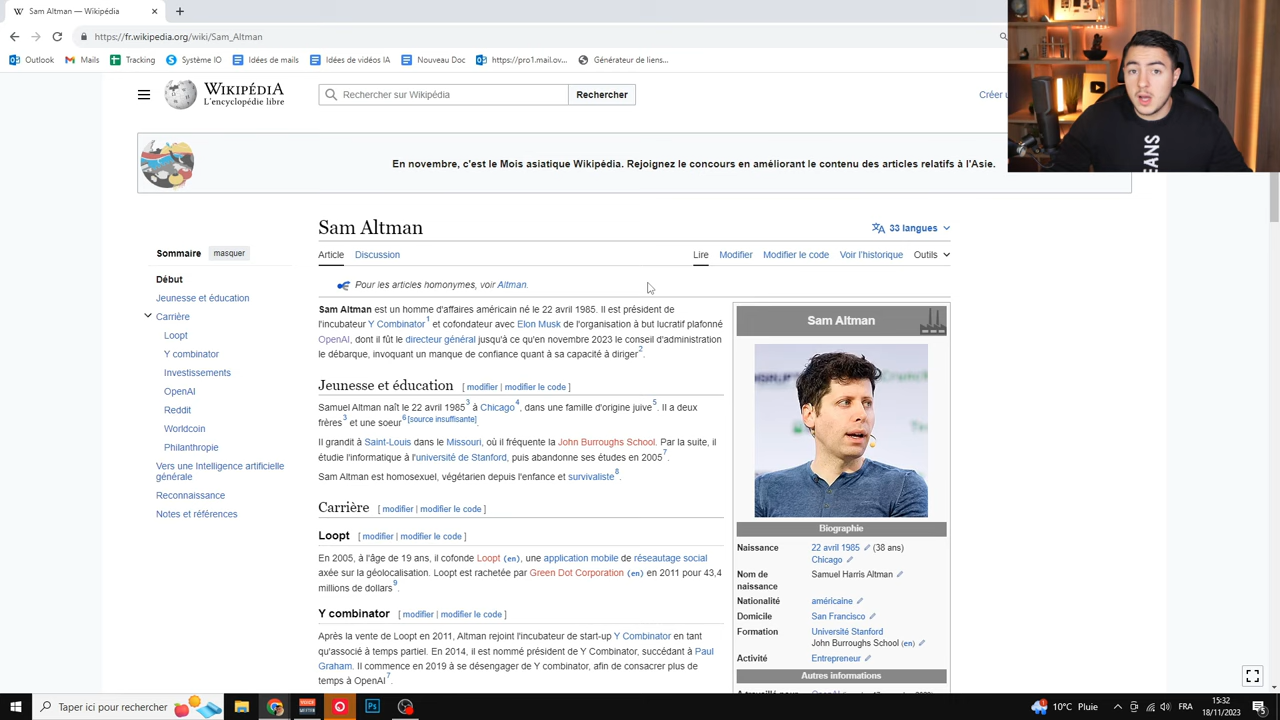 Sam Altman — Wikipédia
https://fr.wikipedia.org/wiki/Sam_Altman
Outlook
Mails
Tracking
Système IO
Idées de mails
Idées de vidéos IA
Nouveau Doc
https://pro1.mail.ov...
Générateur de liens...
WIKIPÉDIA
L'encyclopédie libre
Rechercher sur Wikipédia
Rechercher
Créer
En novembre, c'est le Mois asiatique Wikipédia. Rejoignez le concours en améliorant le contenu des articles relatifs à l'Asie.
EANS
Sam Altman
33 langues
Sommaire masquer
Début
Jeunesse et éducation
Carrière
Loopt
Y combinator
Investissements
OpenAI
Reddit
Worldcoin
Philanthropie
Vers une Intelligence artificielle
générale
Reconnaissance
Notes et références
Article Discussion
Lire Modifier Modifier le code Voir l'historique Outils
Pour les articles homonymes, voir Altman.
Sam Altman est un homme d'affaires américain né le 22 avril 1985. Il est président de
l'incubateur Y Combinator1 et cofondateur avec Elon Musk de l'organisation à but lucratif plafonné
OpenAI, dont il fût le directeur général jusqu'à ce qu'en novembre 2023 le conseil d'administration
le débarque, invoquant un manque de confiance quant à sa capacité à diriger2.
Jeunesse et éducation [ modifier | modifier le code ]
Samuel Altman naît le 22 avril 19853 à Chicago4, dans une famille d'origine juive5. Il a deux
frères3 et une soeur6[source insuffisante].
Il grandit à Saint-Louis dans le Missouri, où il fréquente la John Burroughs School. Par la suite, il
étudie l'informatique à l'université de Stanford, puis abandonne ses études en 20057.
Sam Altman est homosexuel, végétarien depuis l'enfance et survivaliste8.
Carrière [ modifier | modifier le code ]
Loopt [ modifier | modifier le code ]
En 2005, à l'âge de 19 ans, il cofonde Loopt (en), une application mobile de réseautage social
axée sur la géolocalisation. Loopt est rachetée par Green Dot Corporation (en) en 2011 pour 43,4
millions de dollars9.
Y combinator [ modifier | modifier le code ]
Après la vente de Loopt en 2011, Altman rejoint l'incubateur de start-up Y Combinator en tant
qu'associé à temps partiel. En 2014, il est nommé président de Y Combinator, succédant à Paul
Graham. Il commence en 2019 à se désengager de Y combinator, afin de consacrer plus de
temps à OpenAI7.
Sam Altman
Biographie
Naissance 22 avril 1985 (38 ans)
Chicago
Nom de Samuel Harris Altman
naissance
Nationalité américaine
Domicile San Francisco
Formation Université Stanford
John Burroughs School (en)
Activité Entrepreneur
Autres informations
Taper ici pour rechercher
10°C Pluie
FRA
15:32
18/11/2023
5